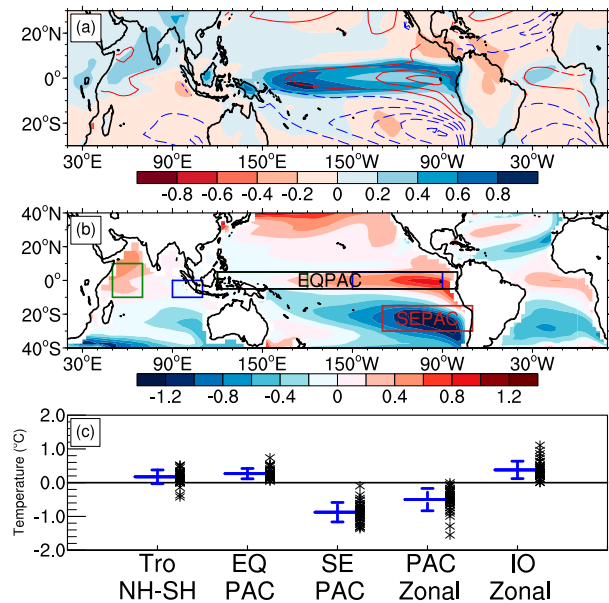 (a)
20°N
0°
20°S
30°E 90°E 150°E 150°W 90°W 30°W
-0.8 -0.6 -0.4 -0.2 0 0.2 0.4 0.6 0.8
(b)
40°N
20°N
0°
20°S
40°S
EQPAC
SEPAC
30°E 90°E 150°E 150°W 90°W 30°W
-1.2 -0.8 -0.4 0 0.4 0.8 1.2
(c)
Temperature (°C)
2.0
1.0
0.0
-1.0
-2.0
Tro EQ SE PAC IO
NH-SH PAC PAC Zonal Zonal